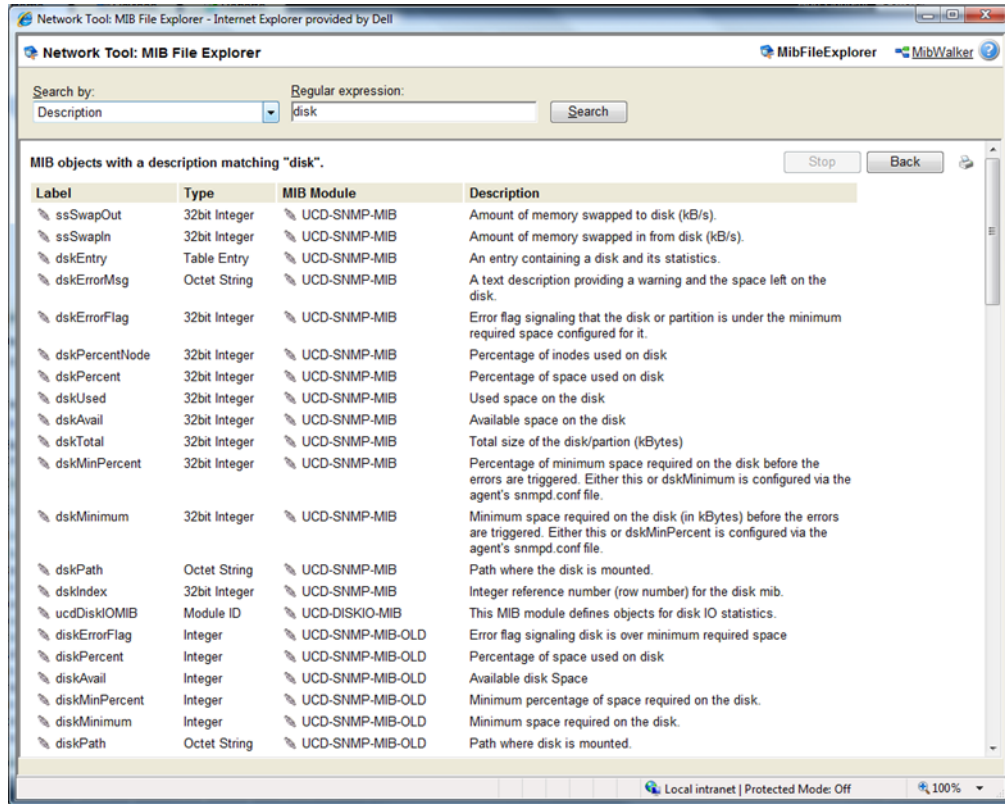 Network Tool: MIB File Explorer - Internet Explorer provided by Dell
Network Tool: MIB File Explorer MibFileExplorer MibWalker ?
Search by: Regular expression:
Description disk Search
MIB objects with a description matching "disk". Stop Back
Label Type MIB Module Description
ssSwapOut 32bit Integer UCD-SNMP-MIB Amount of memory swapped to disk (kB/s).
ssSwapIn 32bit Integer UCD-SNMP-MIB Amount of memory swapped in from disk (kB/s).
dskEntry Table Entry UCD-SNMP-MIB An entry containing a disk and its statistics.
dskErrorMsg Octet String UCD-SNMP-MIB A text description providing a warning and the space left on the
disk.
dskErrorFlag 32bit Integer UCD-SNMP-MIB Error flag signaling that the disk or partition is under the minimum
required space configured for it.
dskPercentNode 32bit Integer UCD-SNMP-MIB Percentage of inodes used on disk
dskPercent 32bit Integer UCD-SNMP-MIB Percentage of space used on disk
dskUsed 32bit Integer UCD-SNMP-MIB Used space on the disk
dskAvail 32bit Integer UCD-SNMP-MIB Available space on the disk
dskTotal 32bit Integer UCD-SNMP-MIB Total size of the disk/partion (kBytes)
dskMinPercent 32bit Integer UCD-SNMP-MIB Percentage of minimum space required on the disk before the
errors are triggered. Either this or dskMinimum is configured via the
agent's snmpd.conf file.
dskMinimum 32bit Integer UCD-SNMP-MIB Minimum space required on the disk (in kBytes) before the errors
are triggered. Either this or dskMinPercent is configured via the
agent's snmpd.conf file.
dskPath Octet String UCD-SNMP-MIB Path where the disk is mounted.
dskIndex 32bit Integer UCD-SNMP-MIB Integer reference number (row number) for the disk mib.
ucdDiskIOMIB Module ID UCD-DISKIO-MIB This MIB module defines objects for disk IO statistics.
diskErrorFlag Integer UCD-SNMP-MIB-OLD Error flag signaling disk is over minimum required space
diskPercent Integer UCD-SNMP-MIB-OLD Percentage of space used on disk
diskAvail Integer UCD-SNMP-MIB-OLD Available disk Space
diskMinPercent Integer UCD-SNMP-MIB-OLD Minimum percentage of space required on the disk.
diskMinimum Integer UCD-SNMP-MIB-OLD Minimum space required on the disk.
diskPath Octet String UCD-SNMP-MIB-OLD Path where disk is mounted.
Local intranet | Protected Mode: Off 100%